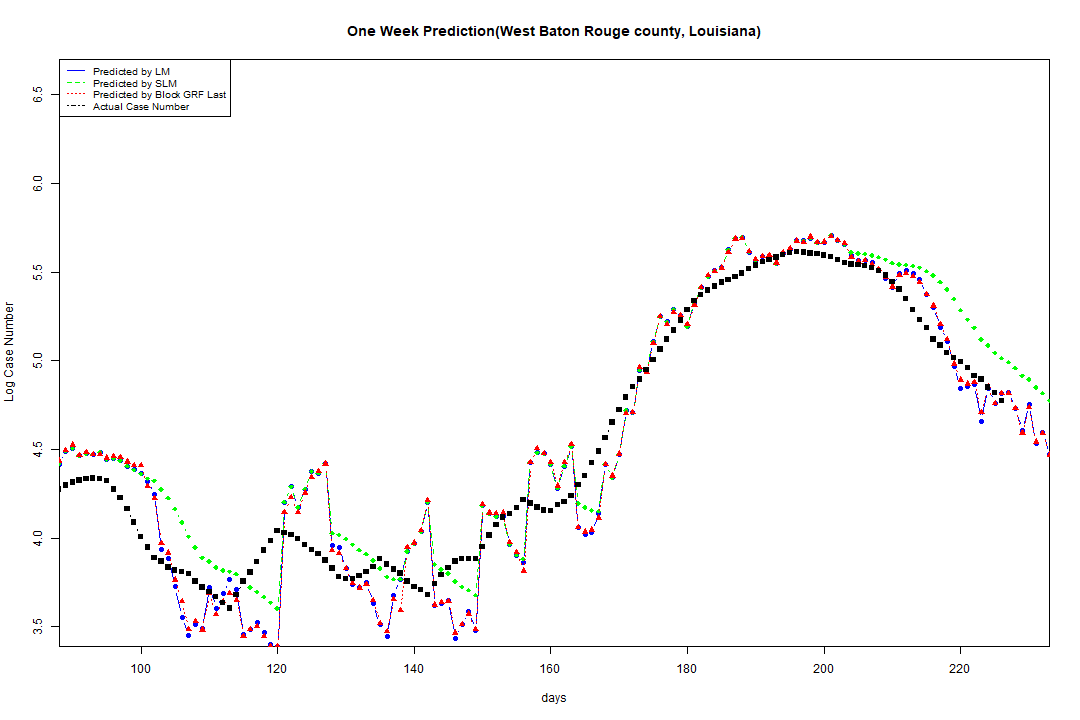 One Week Prediction(West Baton Rouge county, Louisiana)
Predicted by LM
Predicted by SLM
Predicted by Block GRF Last
Actual Case Number
Log Case Number
6.5
6.0
5.5
5.0
4.5
4.0
3.5
100 120 140 160 180 200 220
days